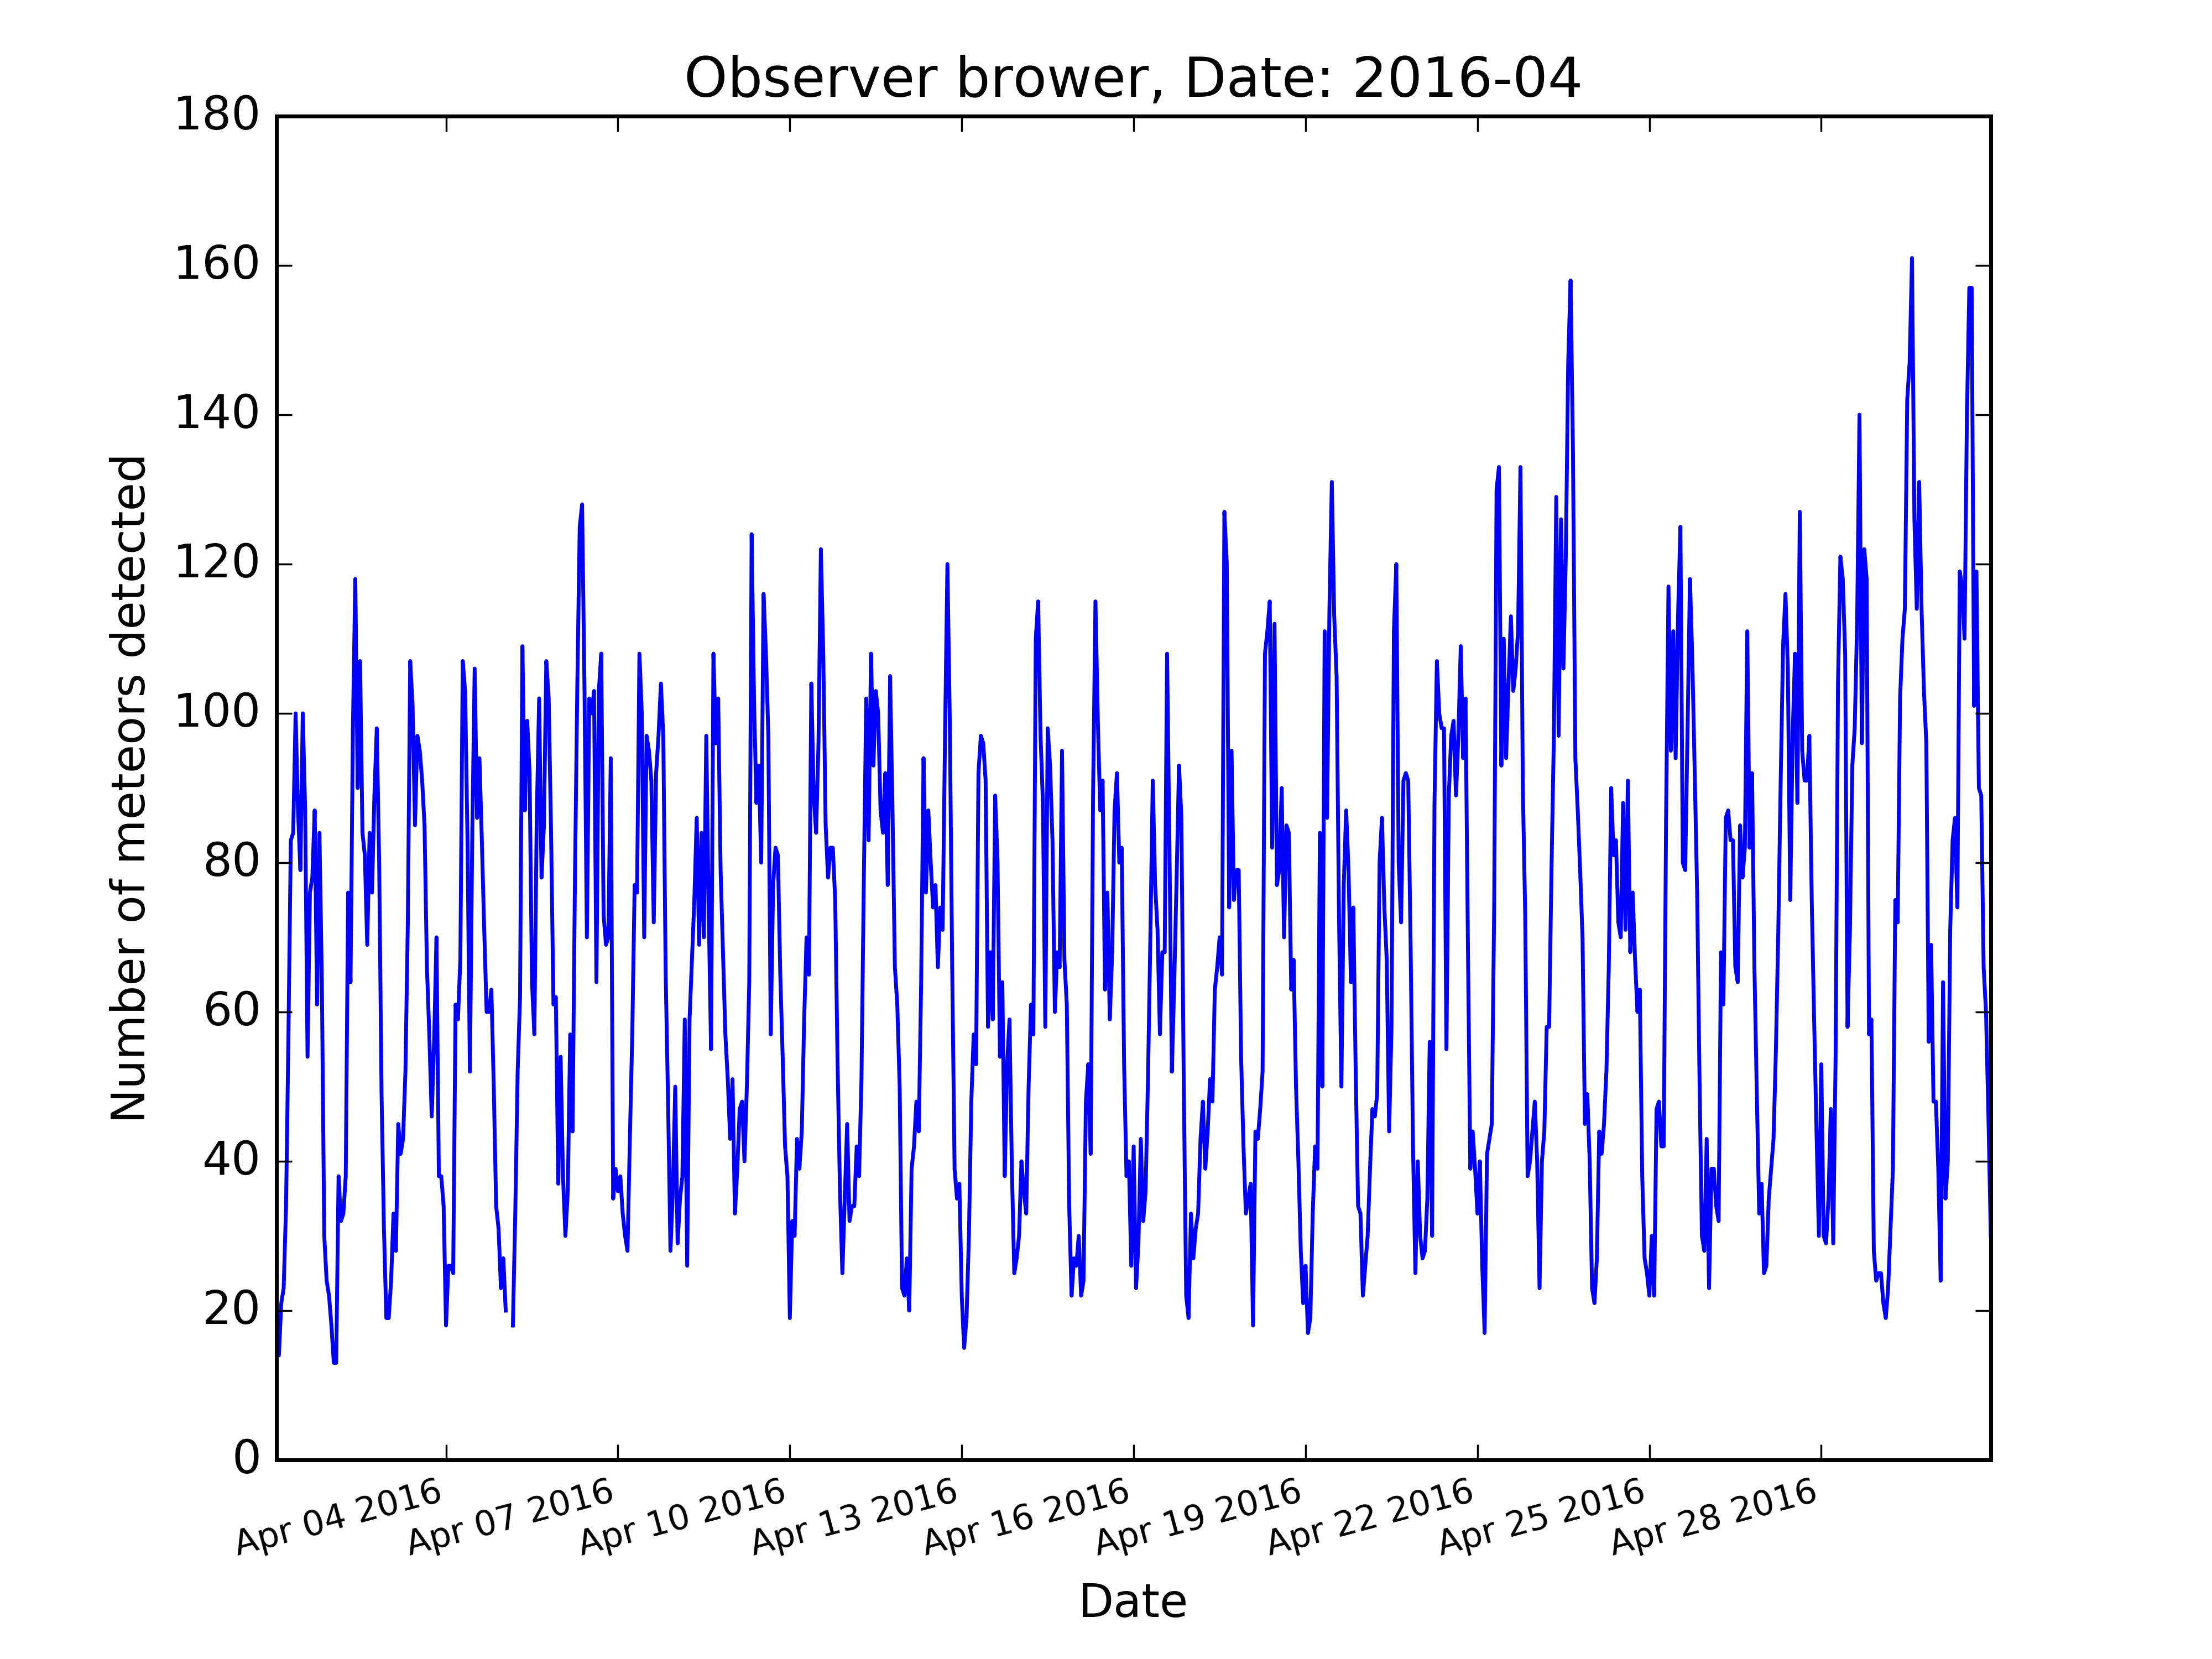 Observer brower, Date: 2016-04
180
160
140
120
100
80
60
40
20
0
Number of meteors detected
Apr 04 2016
Apr 07 2016
Apr 10 2016
Apr 13 2016
Apr 16 2016
Apr 19 2016
Apr 22 2016
Apr 25 2016
Apr 28 2016
Date